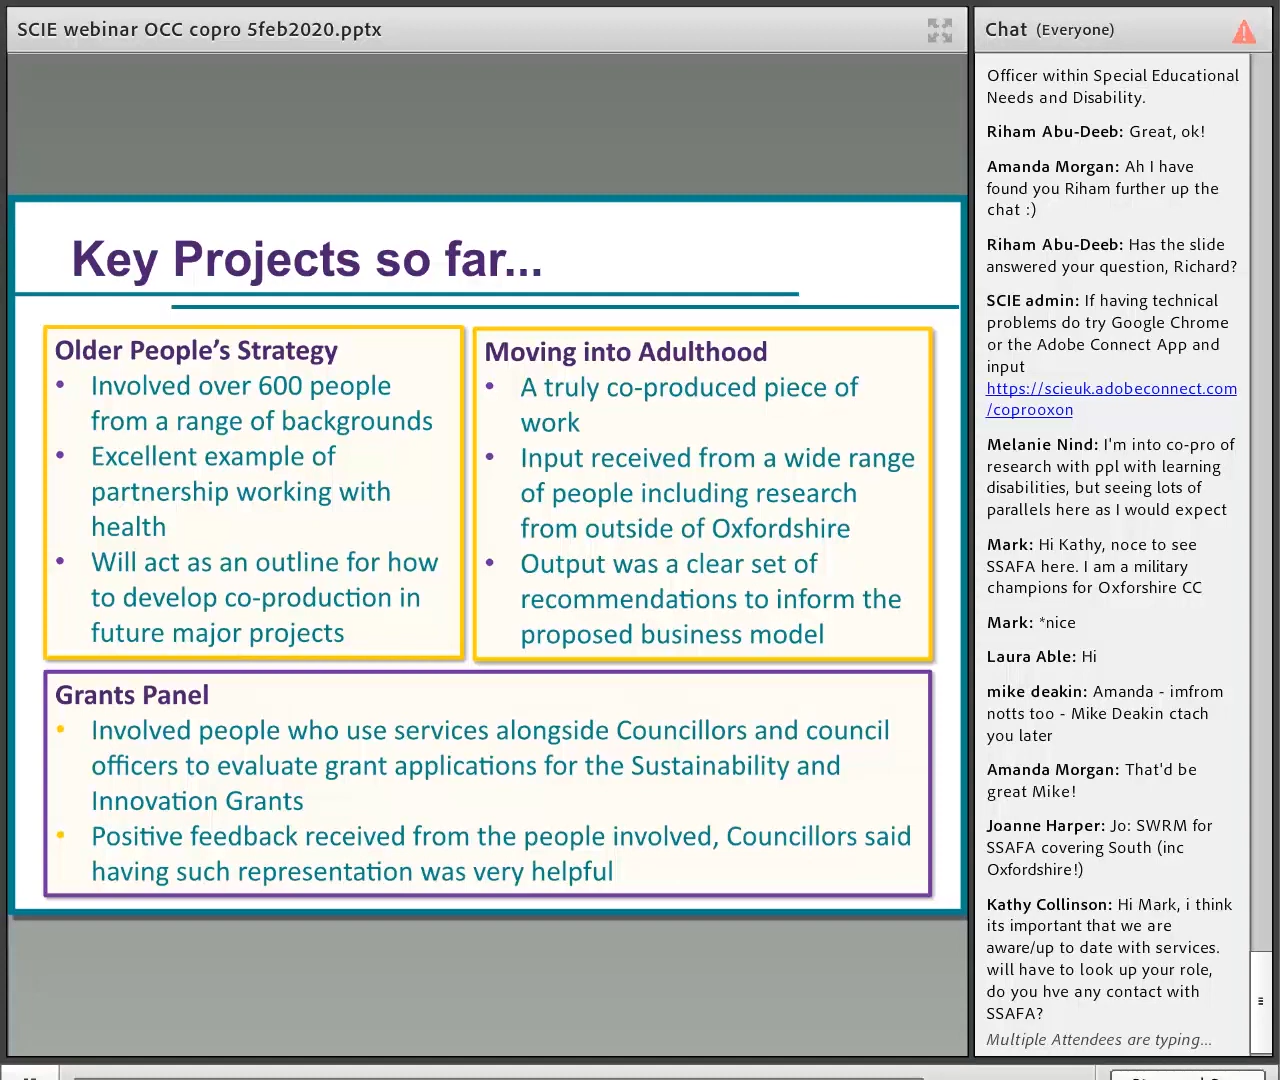 SCIE webinar OCC copro 5feb2020.pptx
Key Projects so far...
Older People’s Strategy
• Involved over 600 people
from a range of backgrounds
• Excellent example of
partnership working with
health
• Will act as an outline for how
to develop co-production in
future major projects
Moving into Adulthood
• A truly co-produced piece of
work
• Input received from a wide range
of people including research
from outside of Oxfordshire
• Output was a clear set of
recommendations to inform the
proposed business model
Grants Panel
• Involved people who use services alongside Councillors and council
officers to evaluate grant applications for the Sustainability and
Innovation Grants
• Positive feedback received from the people involved, Councillors said
having such representation was very helpful
Chat (Everyone)
Officer within Special Educational
Needs and Disability.
Riham Abu-Deeb: Great, ok!
Amanda Morgan: Ah I have
found you Riham further up the
chat :)
Riham Abu-Deeb: Has the slide
answered your question, Richard?
SCIE admin: If having technical
problems do try Google Chrome
or the Adobe Connect App and
input
https://scieuk.adobeconnect.com
/coprooxon
Melanie Nind: I'm into co-pro of
research with ppl with learning
disabilities, but seeing lots of
parallels here as I would expect
Mark: Hi Kathy, noce to see
SSAFA here. I am a military
champions for Oxforshire CC
Mark: *nice
Laura Able: Hi
mike deakin: Amanda - imfrom
notts too - Mike Deakin ctach
you later
Amanda Morgan: That'd be
great Mike!
Joanne Harper: Jo: SWRM for
SSAFA covering South (inc
Oxfordshire!)
Kathy Collinson: Hi Mark, i think
its important that we are
aware/up to date with services.
will have to look up your role,
do you hve any contact with
SSAFA?
Multiple Attendees are typing...